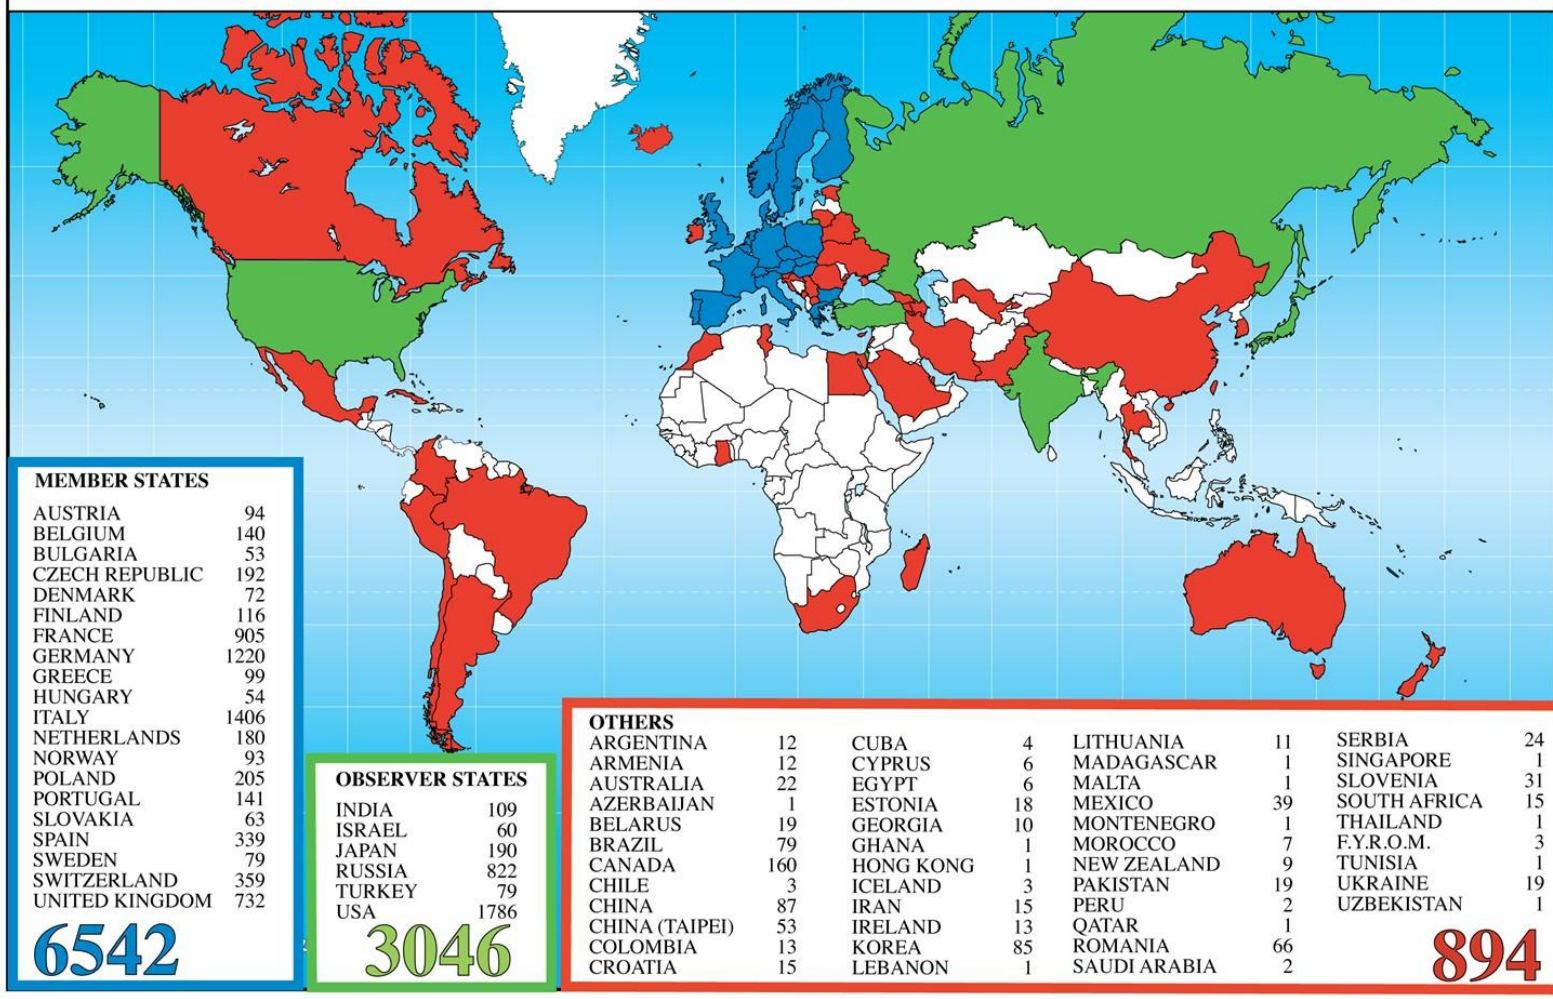 MEMBER STATES
AUSTRIA 94
BELGIUM 140
BULGARIA 53
CZECH REPUBLIC 192
DENMARK 72
FINLAND 116
FRANCE 905
GERMANY 1220
GREECE 99
HUNGARY 54
ITALY 1406
NETHERLANDS 180
NORWAY 93
POLAND 205
PORTUGAL 141
SLOVAKIA 63
SPAIN 339
SWEDEN 79
SWITZERLAND 359
UNITED KINGDOM 732
6542
OBSERVER STATES
INDIA 109
ISRAEL 60
JAPAN 190
RUSSIA 822
TURKEY 79
USA 1786
3046
OTHERS
ARGENTINA 12
ARMENIA 12
AUSTRALIA 22
AZERBAIJAN 1
BELARUS 19
BRAZIL 79
CANADA 160
CHILE 3
CHINA 87
CHINA (TAIPEI) 53
COLOMBIA 13
CROATIA 15
CUBA 4
CYPRUS 6
EGYPT 6
ESTONIA 18
GEORGIA 10
GHANA 1
HONG KONG 1
ICELAND 3
IRAN 15
IRELAND 13
KOREA 85
LEBANON 1
LITHUANIA 11
MADAGASCAR 1
MALTA 1
MEXICO 39
MONTENEGRO 1
MOROCCO 7
NEW ZEALAND 9
PAKISTAN 19
PERU 2
QATAR 1
ROMANIA 66
SAUDI ARABIA 2
SERBIA 24
SINGAPORE 1
SLOVENIA 31
SOUTH AFRICA 15
THAILAND 1
F.Y.R.O.M. 3
TUNISIA 1
UKRAINE 19
UZBEKISTAN 1
894